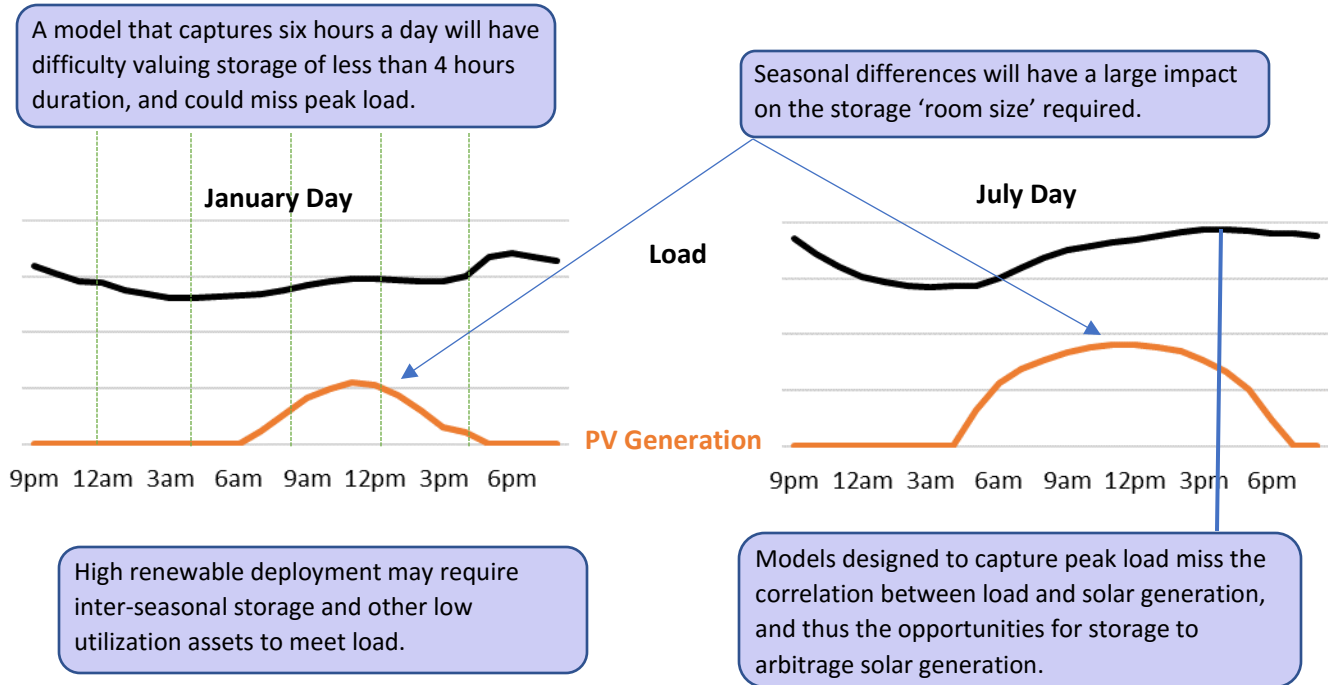 A model that captures six hours a day will have
difficulty valuing storage of less than 4 hours
duration, and could miss peak load.
Seasonal differences will have a large impact
on the storage ‘room size’ required.
January Day
July Day
Load
PV Generation
9pm 12am 3am 6am 9am 12pm 3pm 6pm
9pm 12am 3am 6am 9am 12pm 3pm 6pm
High renewable deployment may require
inter-seasonal storage and other low
utilization assets to meet load.
Models designed to capture peak load miss the
correlation between load and solar generation,
and thus the opportunities for storage to
arbitrage solar generation.